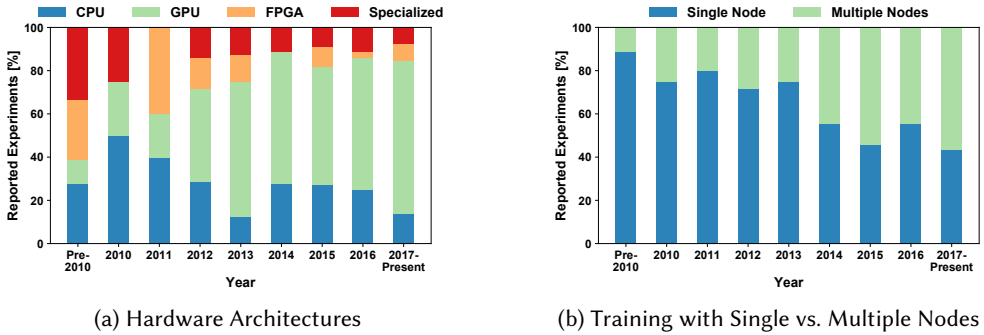 CPU GPU FPGA Specialized
Reported Experiments [%]
100
80
60
40
20
0
Pre-
2010 2010 2011 2012 2013 2014 2015 2016 2017-
Present
Year
(a) Hardware Architectures
Single Node Multiple Nodes
Reported Experiments [%]
100
80
60
40
20
0
Pre-
2010 2010 2011 2012 2013 2014 2015 2016 2017-
Present
Year
(b) Training with Single vs. Multiple Nodes